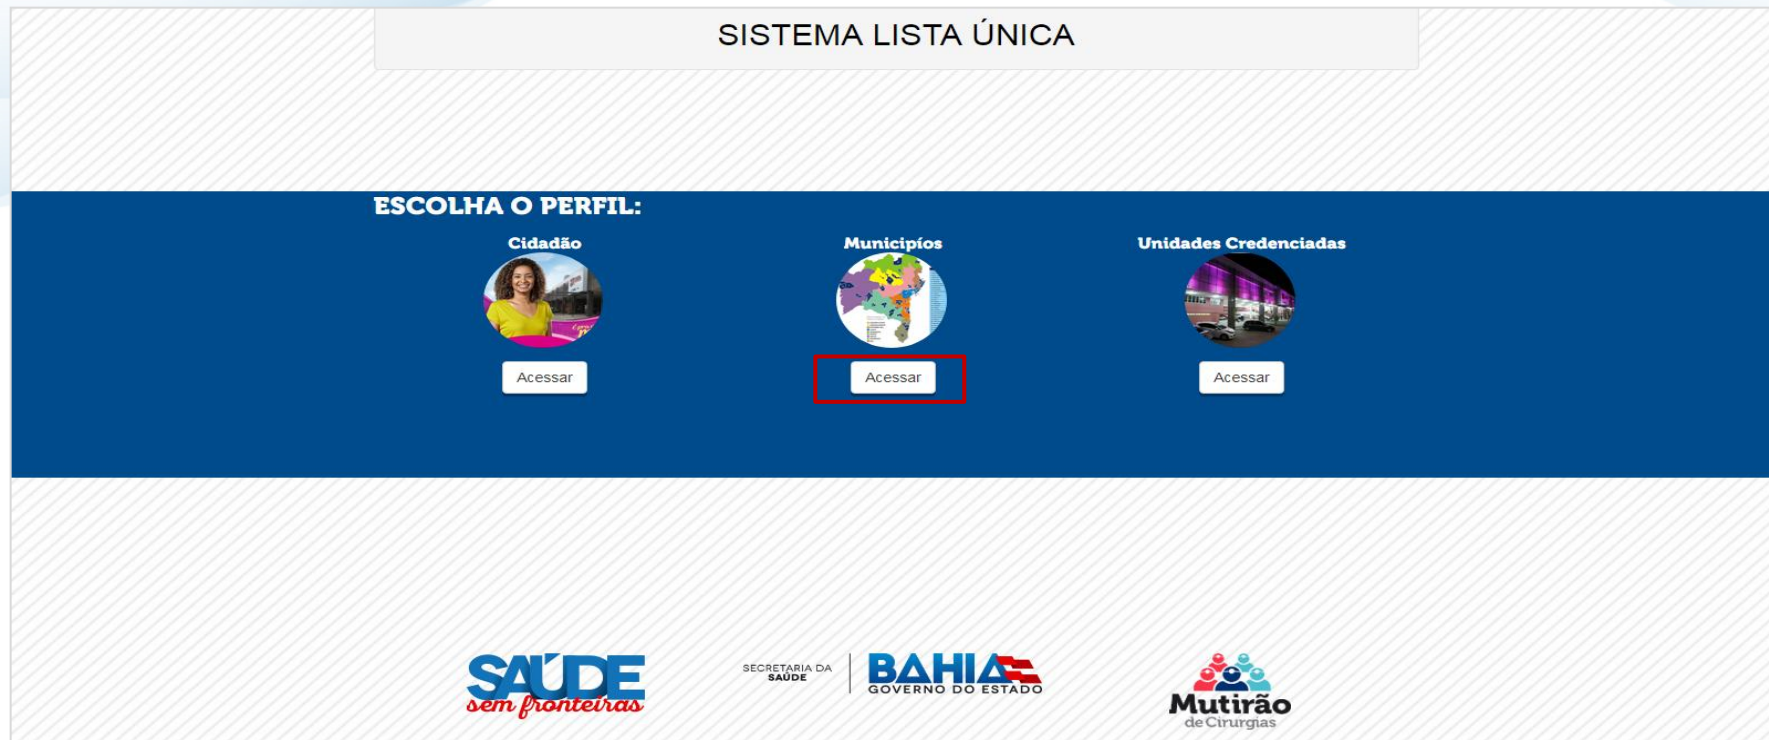 SISTEMA LISTA ÚNICA
ESCOLHA O PERFIL:
Cidadão
Municipíos
Unidades Credenciadas
Acessar
Acessar
Acessar
SAÚDE
sem fronteiras
SECRETARIA DA
SAÚDE
BAHIA
GOVERNO DO ESTADO
Mutirão
de Cirurgias